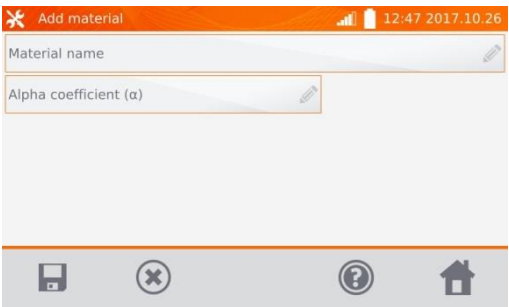 Add material 12:47 2017.10.26
Material name
Alpha coefficient (α)